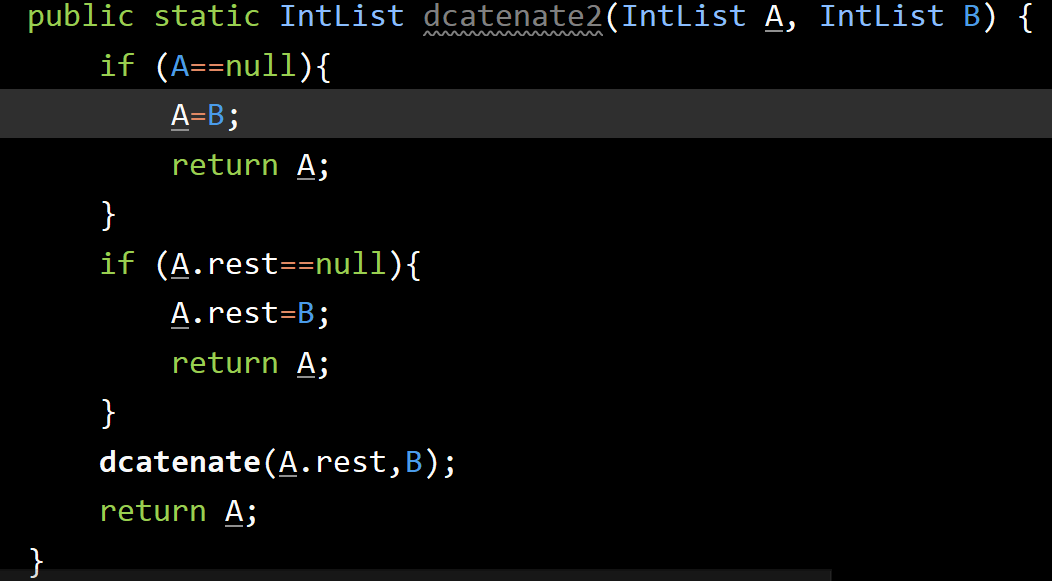 public static IntList dcatenate2(IntList A, IntList B) {
if (A==null){
A=B;
return A;
}
if (A.rest==null){
A.rest=B;
return A;
}
dcatenate(A.rest,B);
return A;
}